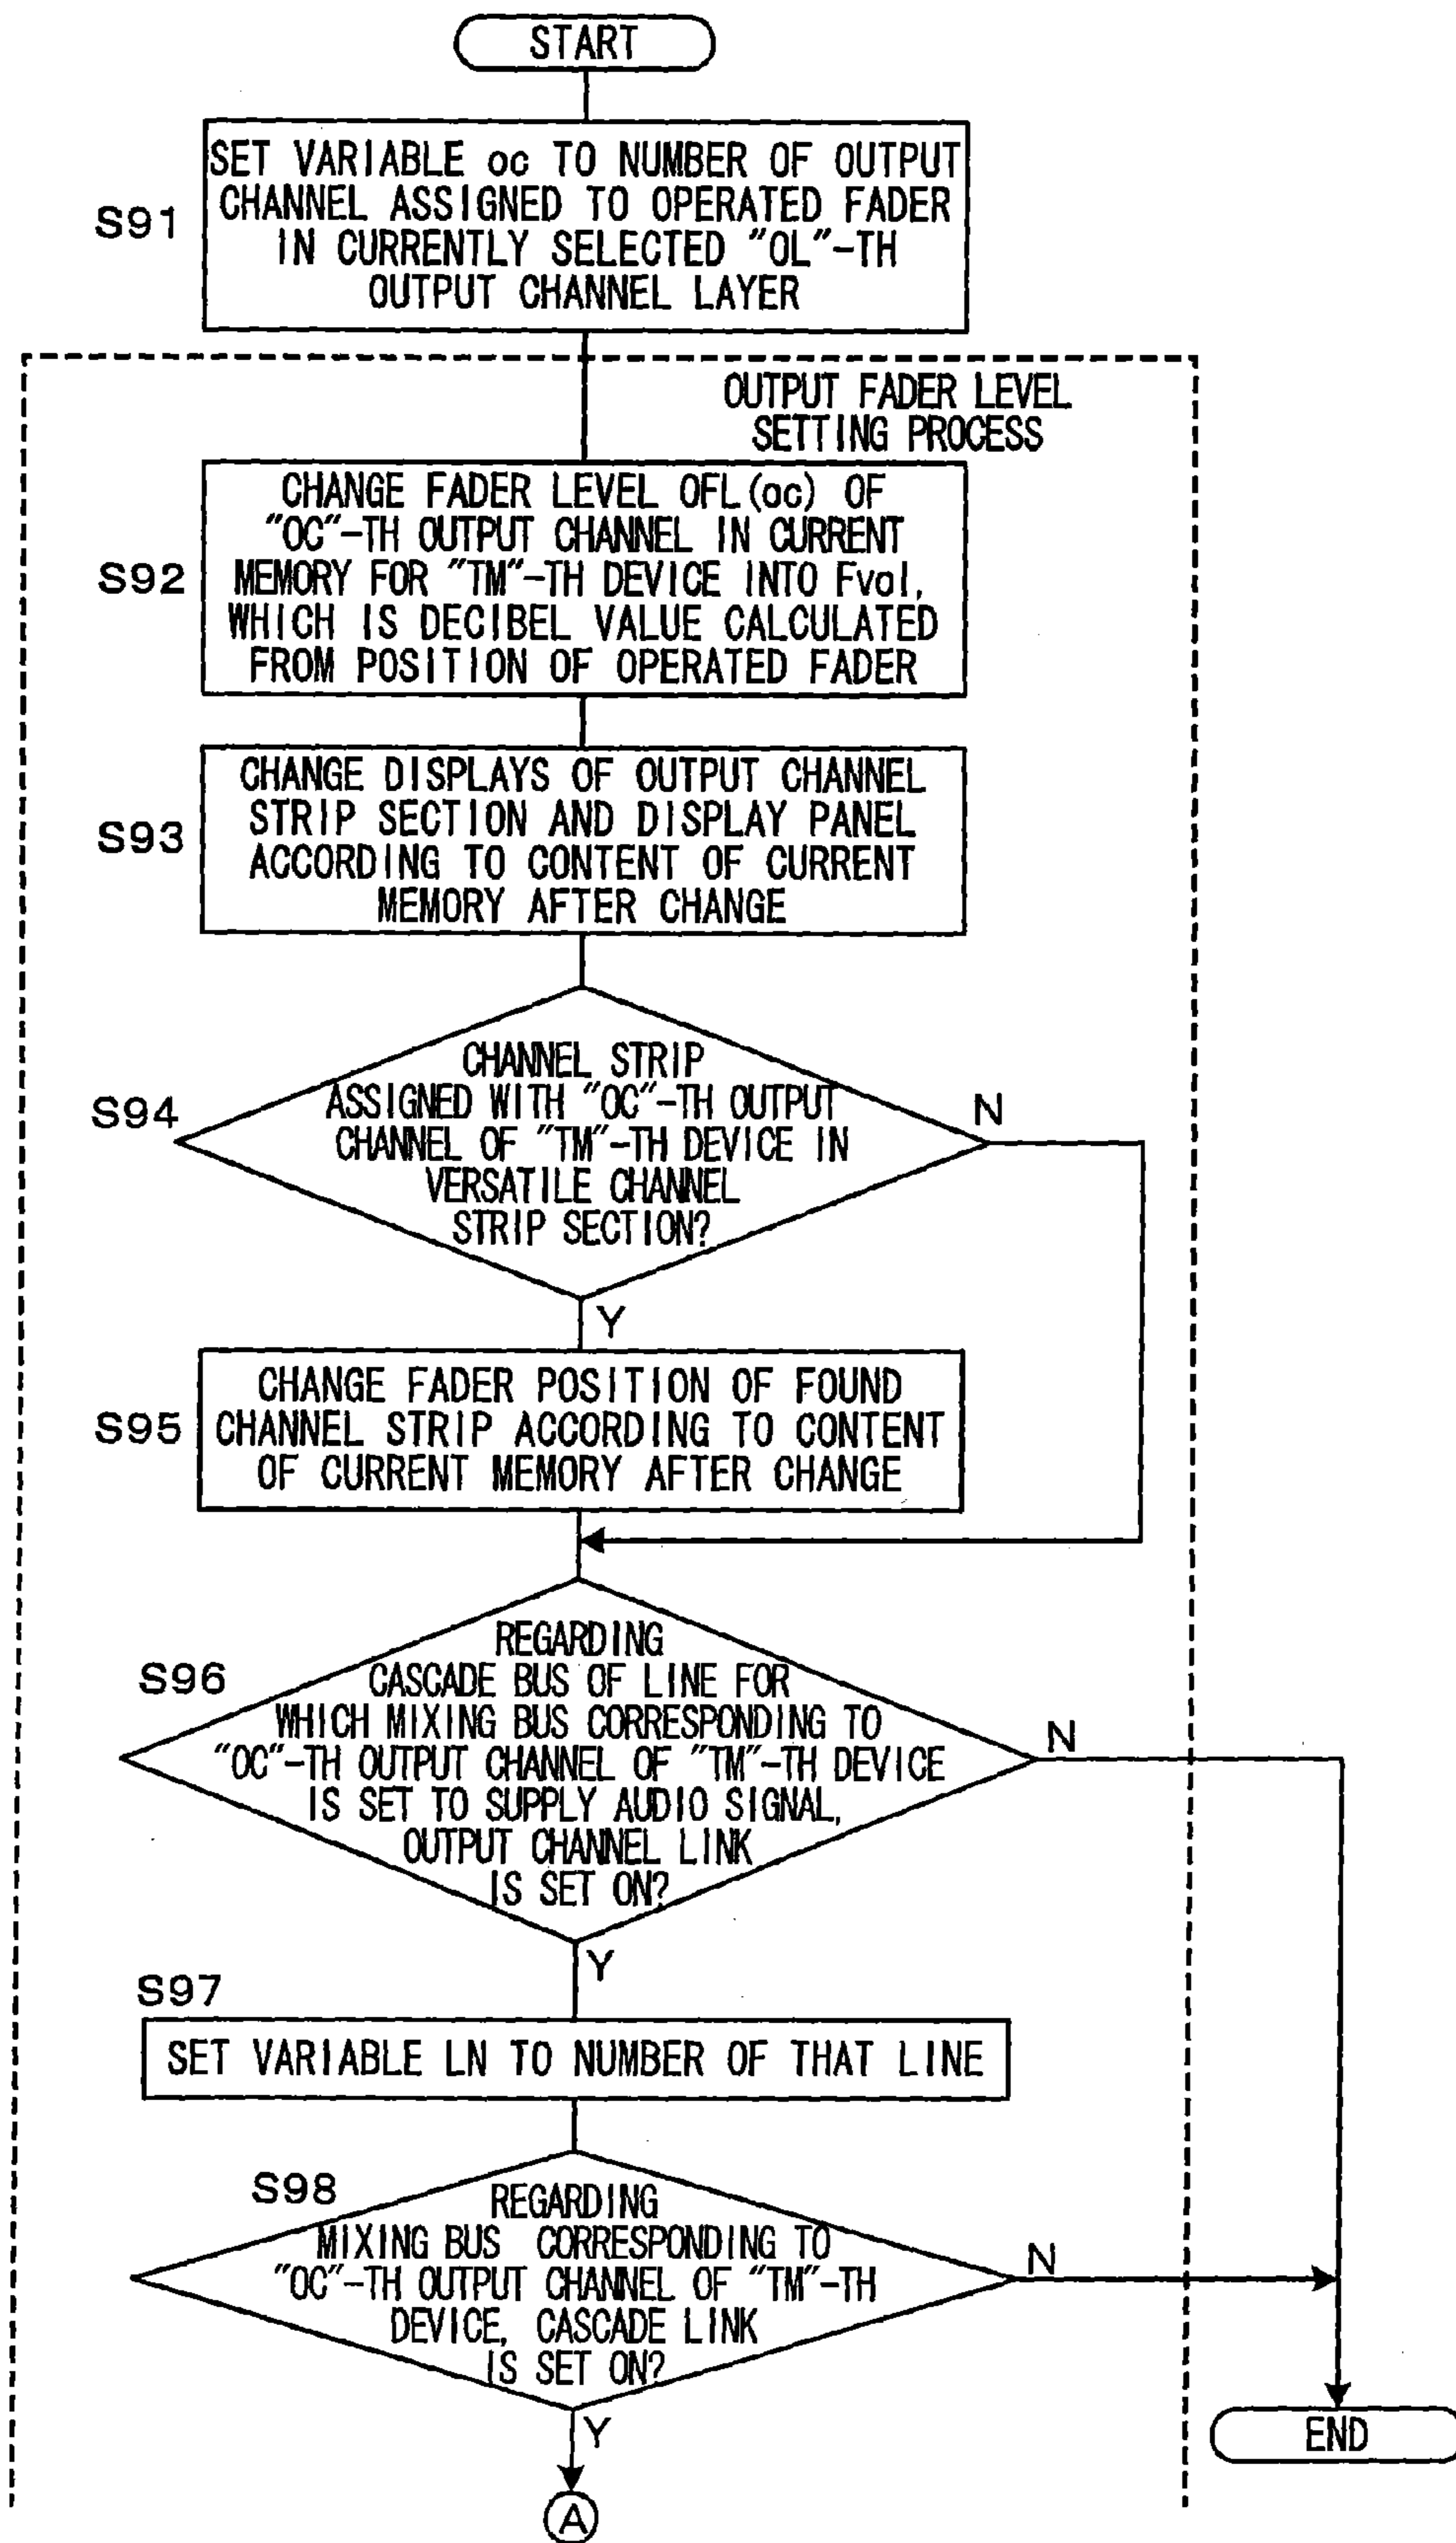 START
S91
SET VARIABLE oc TO NUMBER OF OUTPUT
CHANNEL ASSIGNED TO OPERATED FADER
IN CURRENTLY SELECTED "OL"-TH
OUTPUT CHANNEL LAYER
OUTPUT FADER LEVEL
SETTING PROCESS
S92
CHANGE FADER LEVEL OFL(oc) OF
"OC"-TH OUTPUT CHANNEL IN CURRENT
MEMORY FOR "TM"-TH DEVICE INTO Fval,
WHICH IS DECIBEL VALUE CALCULATED
FROM POSITION OF OPERATED FADER
S93
CHANGE DISPLAYS OF OUTPUT CHANNEL
STRIP SECTION AND DISPLAY PANEL
ACCORDING TO CONTENT OF CURRENT
MEMORY AFTER CHANGE
S94
CHANNEL STRIP
ASSIGNED WITH "OC"-TH OUTPUT
CHANNEL OF "TM"-TH DEVICE IN
VERSATILE CHANNEL
STRIP SECTION?
N
Y
S95
CHANGE FADER POSITION OF FOUND
CHANNEL STRIP ACCORDING TO CONTENT
OF CURRENT MEMORY AFTER CHANGE
S96
REGARDING
CASCADE BUS OF LINE FOR
WHICH MIXING BUS CORRESPONDING TO
"OC"-TH OUTPUT CHANNEL OF "TM"-TH DEVICE
IS SET TO SUPPLY AUDIO SIGNAL,
OUTPUT CHANNEL LINK
IS SET ON?
N
Y
S97
SET VARIABLE LN TO NUMBER OF THAT LINE
S98
REGARDING
MIXING BUS CORRESPONDING TO
"OC"-TH OUTPUT CHANNEL OF "TM"-TH
DEVICE, CASCADE LINK
IS SET ON?
N
Y
END
A